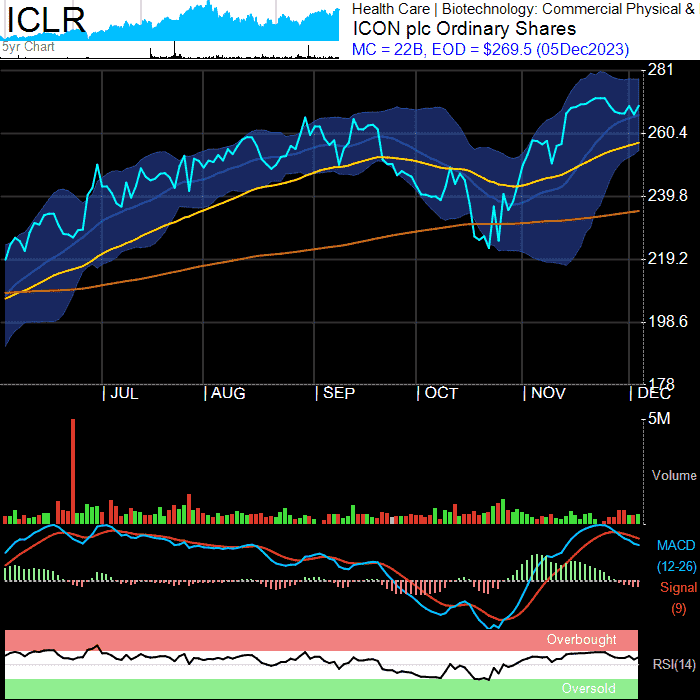 ICLR
5yr Chart
Health Care | Biotechnology: Commercial Physical &
ICON plc Ordinary Shares
MC = 22B, EOD = $269.5 (05Dec2023)
281
260.4
239.8
219.2
198.6
178
| JUL | AUG | SEP | OCT | NOV | DEC
5M
Volume
MACD
(12-26)
Signal
(9)
Overbought
RSI(14)
Oversold